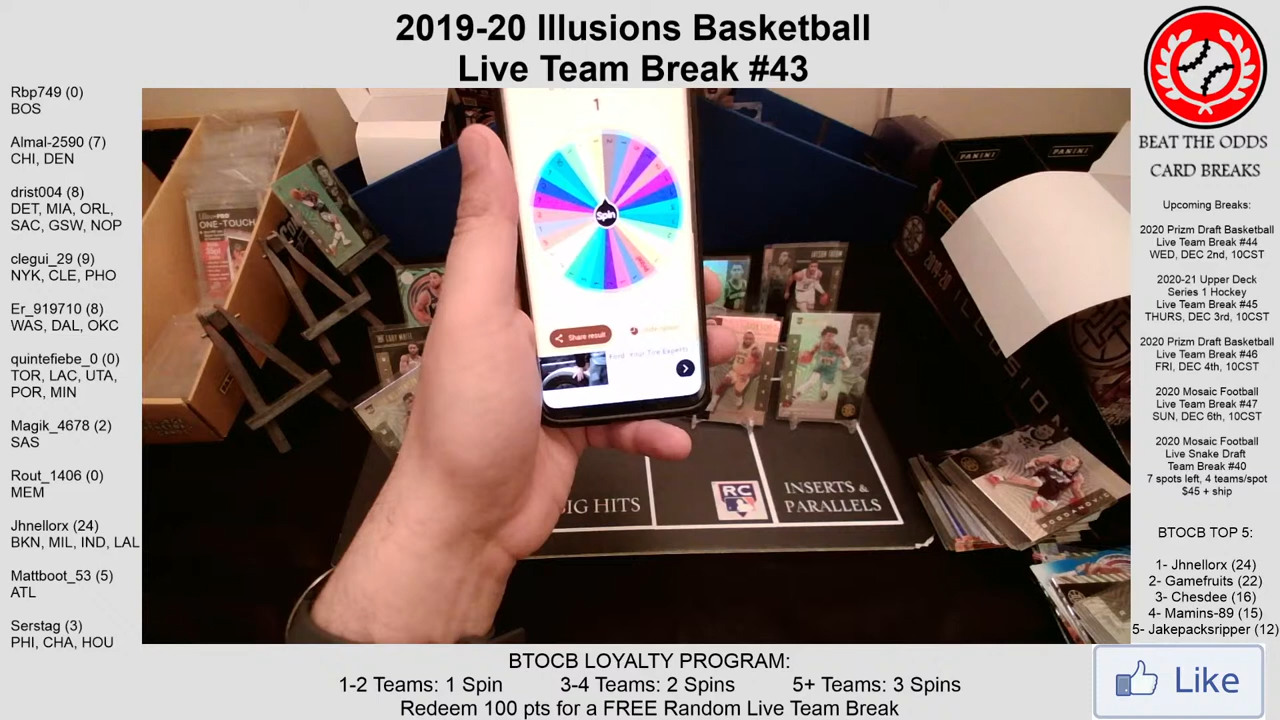 2019-20 Illusions Basketball
Live Team Break #43
Rbp749 (0)
BOS
Almal-2590 (7)
CHI, DEN
drist004 (8)
DET, MIA, ORL,
SAC, GSW, NOP
clegui_29 (9)
NYK, CLE, PHO
Er_919710 (8)
WAS, DAL, OKC
quintefiebe_0 (0)
TOR, LAC, UTA,
POR, MIN
Magik_4678 (2)
SAS
Rout_1406 (0)
MEM
Jhnellorx (24)
BKN, MIL, IND, LAL
Mattboot_53 (5)
ATL
Serstag (3)
PHI, CHA, HOU
1
Spin
Share result
ONE-TOUCH
COBY WHITE
JAYSON TATUM
PANINI
PANINI
BIG HITS
RC
INSERTS &
PARALLELS
BOGDANOVIC
BEAT THE ODDS
CARD BREAKS
Upcoming Breaks:
2020 Prizm Draft Basketball
Live Team Break #44
WED, DEC 2nd, 10CST
2020-21 Upper Deck
Series 1 Hockey
Live Team Break #45
THURS, DEC 3rd, 10CST
2020 Prizm Draft Basketball
Live Team Break #46
FRI, DEC 4th, 10CST
2020 Mosaic Football
Live Team Break #47
SUN, DEC 6th, 10CST
2020 Mosaic Football
Live Snake Draft
Team Break #40
7 spots left, 4 teams/spot
$45 + ship
BTOCB TOP 5:
1- Jhnellorx (24)
2- Gamefruits (22)
3- Chesdee (16)
4- Mamins-89 (15)
5- Jakepacksripper (12)
Like
BTOCB LOYALTY PROGRAM:
1-2 Teams: 1 Spin 3-4 Teams: 2 Spins 5+ Teams: 3 Spins
Redeem 100 pts for a FREE Random Live Team Break